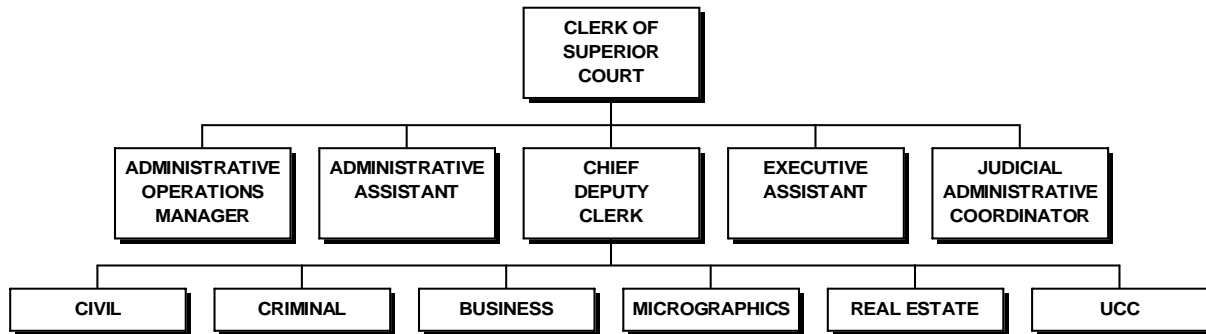 CLERK OF
SUPERIOR
COURT
ADMINISTRATIVE
OPERATIONS
MANAGER
ADMINISTRATIVE
ASSISTANT
CHIEF
DEPUTY
CLERK
EXECUTIVE
ASSISTANT
JUDICIAL
ADMINISTRATIVE
COORDINATOR
CIVIL
CRIMINAL
BUSINESS
MICROGRAPHICS
REAL ESTATE
UCC